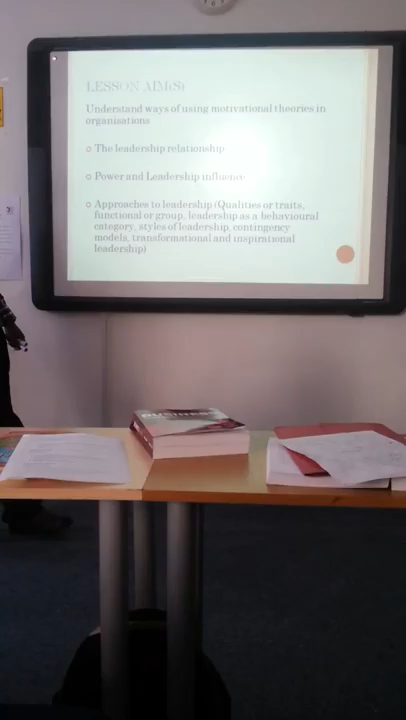 LESSON AIM(S)
Understand ways of using motivational theories in
organisations
The leadership relationship
Power and Leadership influence
Approaches to leadership (Qualities or traits,
functional or group, leadership as a behavioural
category, styles of leadership, contingency
models, transformational and inspirational
leadership)
BUSINESS